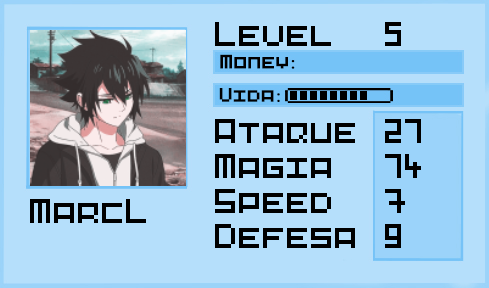 Level 5
Money:
Vida:
Ataque 27
Magia 74
Speed 7
Defesa 9
Marcl